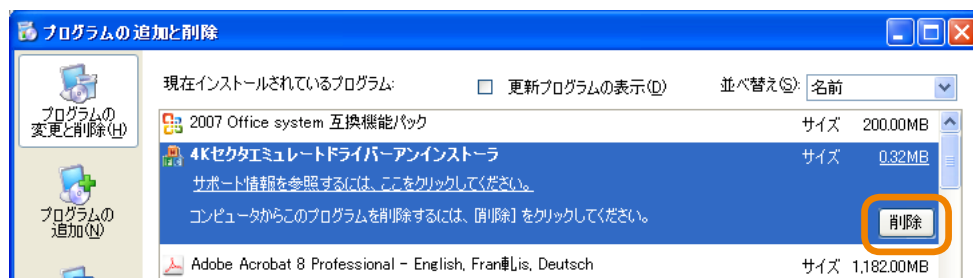 プログラムの追加と削除
現在インストールされているプログラム:
更新プログラムの表示(D)
並べ替え(S):
名前
プログラムの
変更と削除(H)
2007 Office system 互換機能パック
サイズ 200.00MB
4Kセクタエミュレートドライバーアンインストーラ
サイズ 0.32MB
サポート情報を参照するには、ここをクリックしてください。
コンピュータからこのプログラムを削除するには、[削除] をクリックしてください。
削除
プログラムの
追加(N)
Adobe Acrobat 8 Professional - English, Fran軋is, Deutsch
サイズ 1,182.00MB